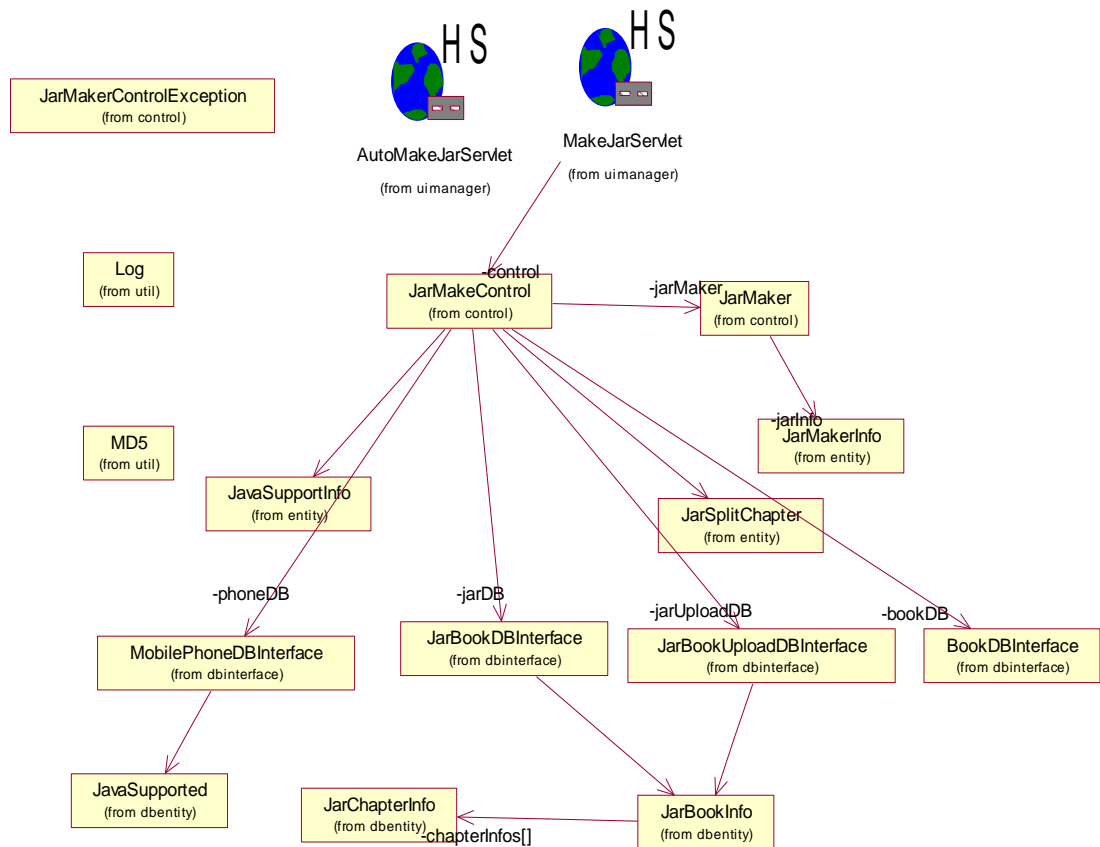 HS
HS
JarMakerControlException
(from control)
AutoMakeJarServlet
(from uimanager)
MakeJarServlet
(from uimanager)
Log
(from util)
-control
JarMakeControl
(from control)
-jarMaker
JarMaker
(from control)
MD5
(from util)
-jarInfo
JarMakerInfo
(from entity)
JavaSupportInfo
(from entity)
JarSplitChapter
(from entity)
-phoneDB
-jarDB
-jarUploadDB
-bookDB
MobilePhoneDBInterface
(from dbinterface)
JarBookDBInterface
(from dbinterface)
JarBookUploadDBInterface
(from dbinterface)
BookDBInterface
(from dbinterface)
JavaSupported
(from dbentity)
JarChapterInfo
(from dbentity)
-chapterInfos[]
JarBookInfo
(from dbentity)